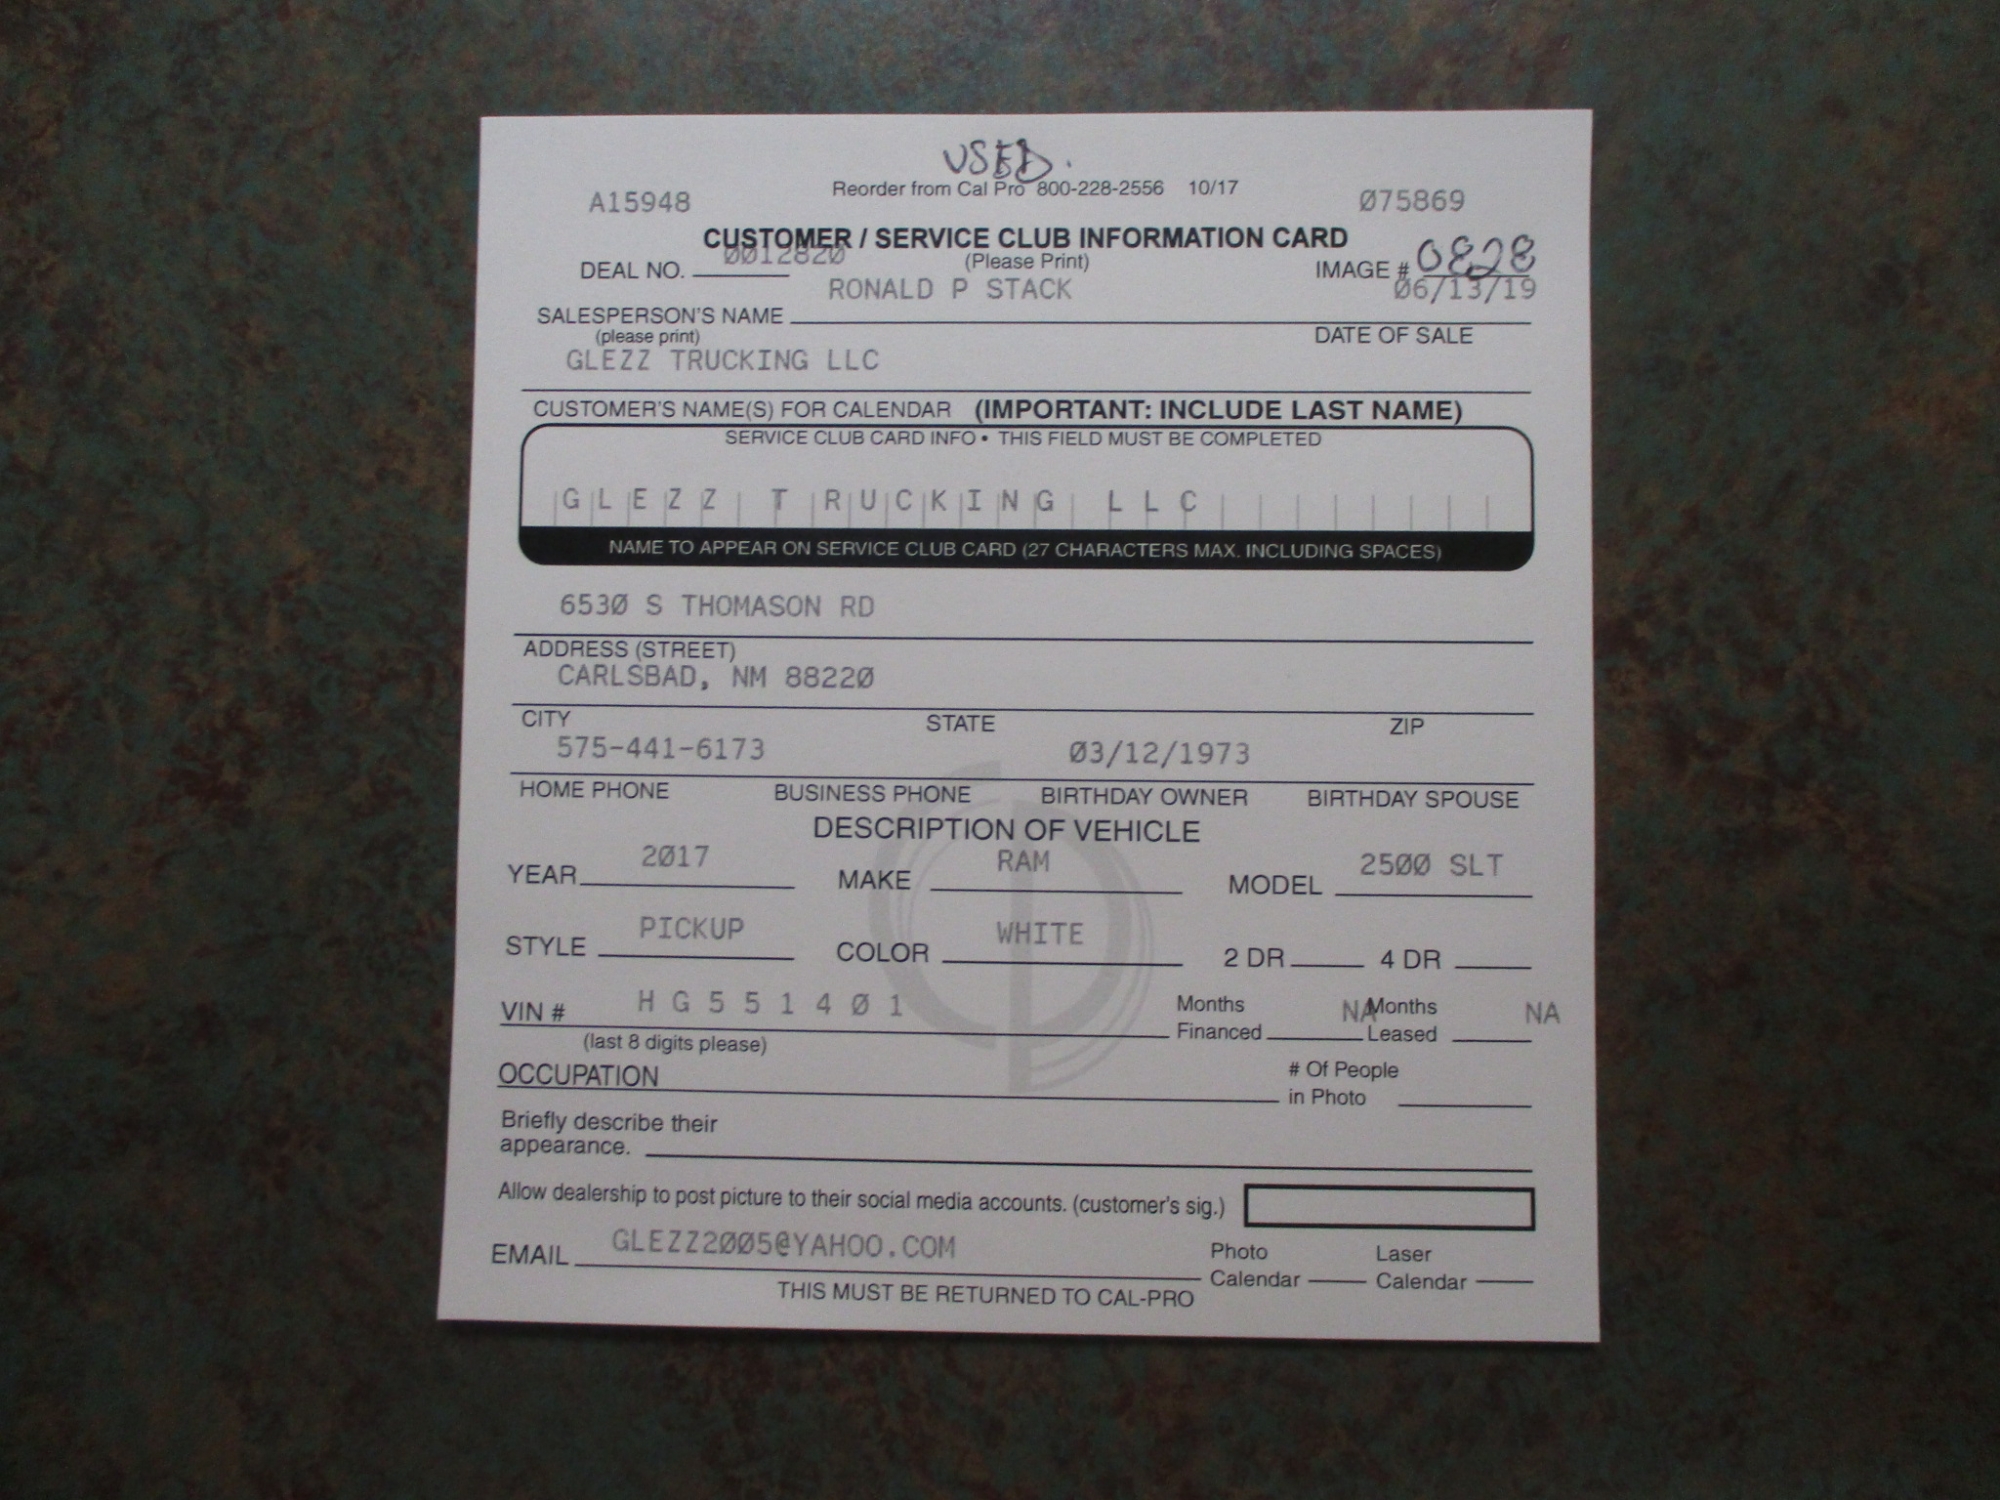 USED.
Reorder from Cal Pro 800-228-2556 10/17
A15948 Ø75869
CUSTOMER / SERVICE CLUB INFORMATION CARD
DEAL NO. ØØ1282Ø (Please Print) IMAGE # 0828
RONALD P STACK Ø6/13/19
SALESPERSON'S NAME
(please print) DATE OF SALE
GLEZZ TRUCKING LLC
CUSTOMER'S NAME(S) FOR CALENDAR (IMPORTANT: INCLUDE LAST NAME)
SERVICE CLUB CARD INFO • THIS FIELD MUST BE COMPLETED
GLEZZ TRUCKING LLC
NAME TO APPEAR ON SERVICE CLUB CARD (27 CHARACTERS MAX. INCLUDING SPACES)
653Ø S THOMASON RD
ADDRESS (STREET)
CARLSBAD, NM 8822Ø
CITY STATE ZIP
575-441-6173 Ø3/12/1973
HOME PHONE BUSINESS PHONE BIRTHDAY OWNER BIRTHDAY SPOUSE
DESCRIPTION OF VEHICLE
YEAR 2Ø17 MAKE RAM MODEL 25ØØ SLT
STYLE PICKUP COLOR WHITE 2 DR 4 DR
VIN # HG5514Ø1 Months Financed NA Months Leased NA
(last 8 digits please)
OCCUPATION # Of People in Photo
Briefly describe their
appearance.
Allow dealership to post picture to their social media accounts. (customer's sig.)
EMAIL GLEZZ2ØØ5@YAHOO.COM Photo Calendar Laser Calendar
THIS MUST BE RETURNED TO CAL-PRO